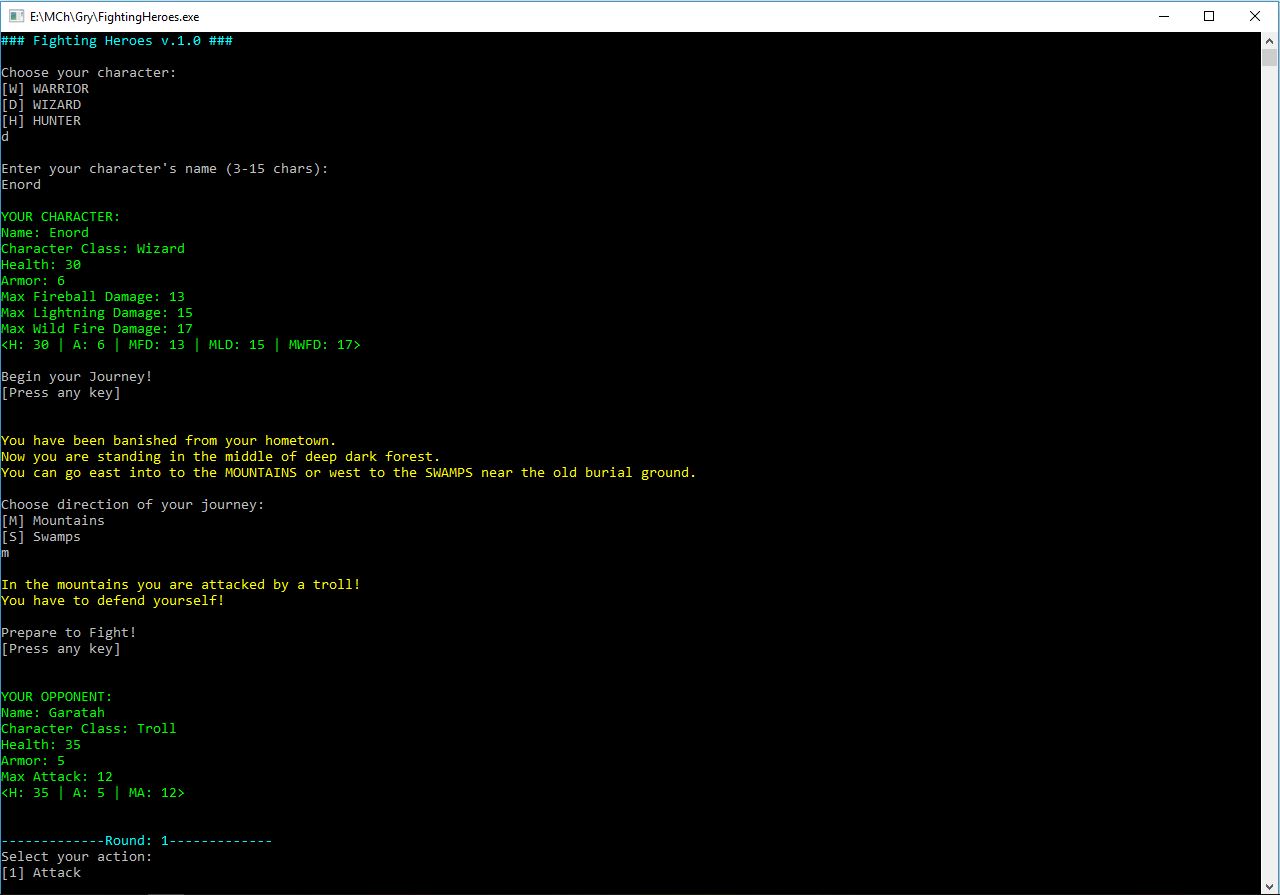 E:\MCh\Gry\FightingHeroes.exe
### Fighting Heroes v.1.0 ###
Choose your character:
[W] WARRIOR
[D] WIZARD
[H] HUNTER
d
Enter your character's name (3-15 chars):
Enord
YOUR CHARACTER:
Name: Enord
Character Class: Wizard
Health: 30
Armor: 6
Max Fireball Damage: 13
Max Lightning Damage: 15
Max Wild Fire Damage: 17
<H: 30 | A: 6 | MFD: 13 | MLD: 15 | MWFD: 17>
Begin your Journey!
[Press any key]
You have been banished from your hometown.
Now you are standing in the middle of deep dark forest.
You can go east into to the MOUNTAINS or west to the SWAMPS near the old burial ground.
Choose direction of your journey:
[M] Mountains
[S] Swamps
m
In the mountains you are attacked by a troll!
You have to defend yourself!
Prepare to Fight!
[Press any key]
YOUR OPPONENT:
Name: Garatah
Character Class: Troll
Health: 35
Armor: 5
Max Attack: 12
<H: 35 | A: 5 | MA: 12>
-------------Round: 1-------------
Select your action:
[1] Attack